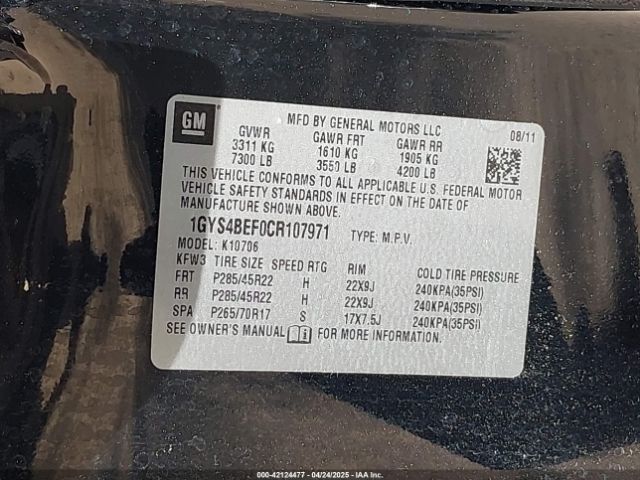 GM
MFD BY GENERAL MOTORS LLC
08/11
GVWR GAWR FRT GAWR RR
3311 KG 1610 KG 1905 KG
7300 LB 3550 LB 4200 LB
THIS VEHICLE CONFORMS TO ALL APPLICABLE U.S. FEDERAL MOTOR
VEHICLE SAFETY STANDARDS IN EFFECT ON THE DATE OF
MANUFACTURE SHOWN ABOVE.
1GYS4BEF0CR107971 TYPE: M.P.V.
MODEL: K10706
KFW3 TIRE SIZE SPEED RTG RIM COLD TIRE PRESSURE
FRT P285/45R22 H 22X9J 240KPA(35PSI)
RR P285/45R22 H 22X9J 240KPA(35PSI)
SPA P265/70R17 S 17X7.5J 240KPA(35PSI)
SEE OWNER'S MANUAL FOR MORE INFORMATION.
000-42124477 - 04/24/2025 - IAAI Inc. Copyright